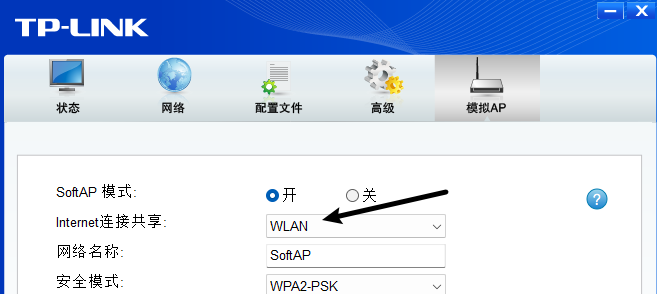 TP-LINK
状态 网络 配置文件 高级 模拟AP
SoftAP 模式: 开 关
?
Internet连接共享: WLAN
网络名称: SoftAP
安全模式: WPA2-PSK